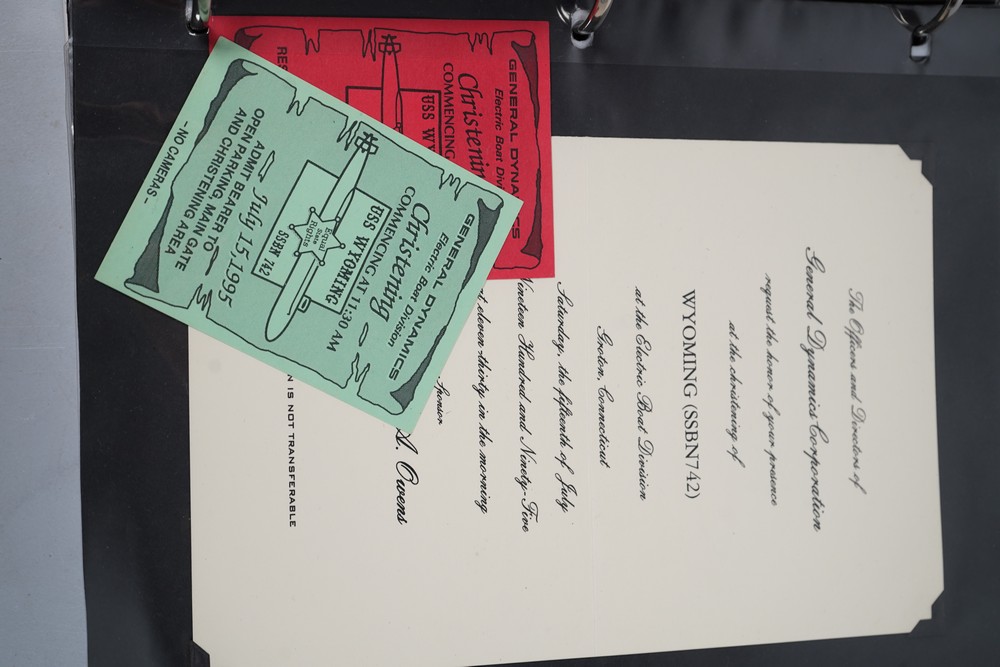 The Officers and Directors of
General Dynamics Corporation
request the honor of your presence
at the christening of
WYOMING (SSBN742)
at the Electric Boat Division
Groton, Connecticut
Saturday, the fifteenth of July
Nineteen Hundred and Ninety-Five
at eleven-thirty in the morning
Sponsor
A. Owens
N IS NOT TRANSFERABLE
GENERAL DYNAMICS
Electric Boat Division
Christening
COMMENCING AT 11:30 AM
USS WYOMING
Equal
State
Rights
SSBN 742
July 15, 1995
ADMIT BEARER TO
OPEN PARKING, MAIN GATE
AND CHRISTENING AREA
-NO CAMERAS-
GENERAL DYNAMICS
Electric Boat Div
Christenin
COMMENCING
USS WY
RES